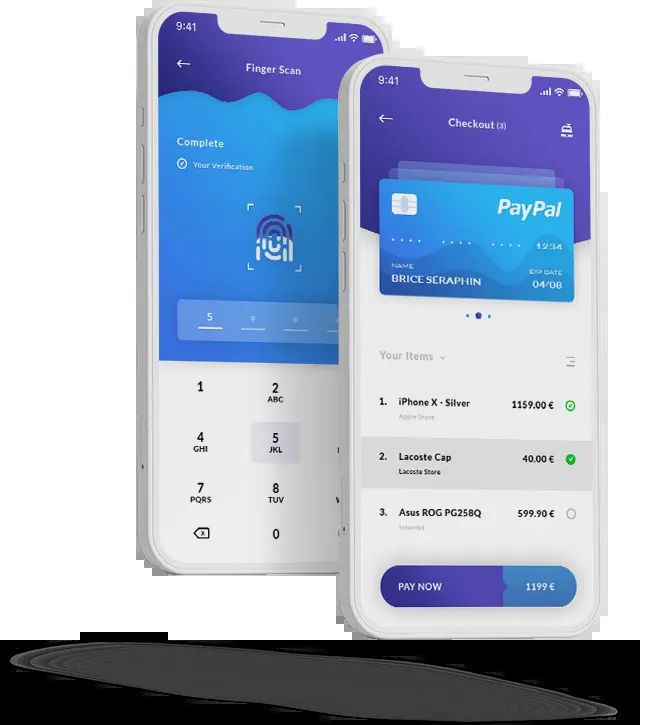 9:41
Finger Scan
Complete
Your Verification
5 * * *
1
2
ABC
4
GHI
5
JKL
7
PQRS
8
TUV
0
9:41
Checkout (3)
PayPal
1234
NAME
BRICE SÉRAPHIN
EXP DATE
04/08
Your Items
1. iPhone X - Silver 1159.00 €
Apple Store
2. Lacoste Cap 40.00 €
Lacoste Store
3. Asus ROG PG258Q 599.90 €
Internet
PAY NOW 1199 €